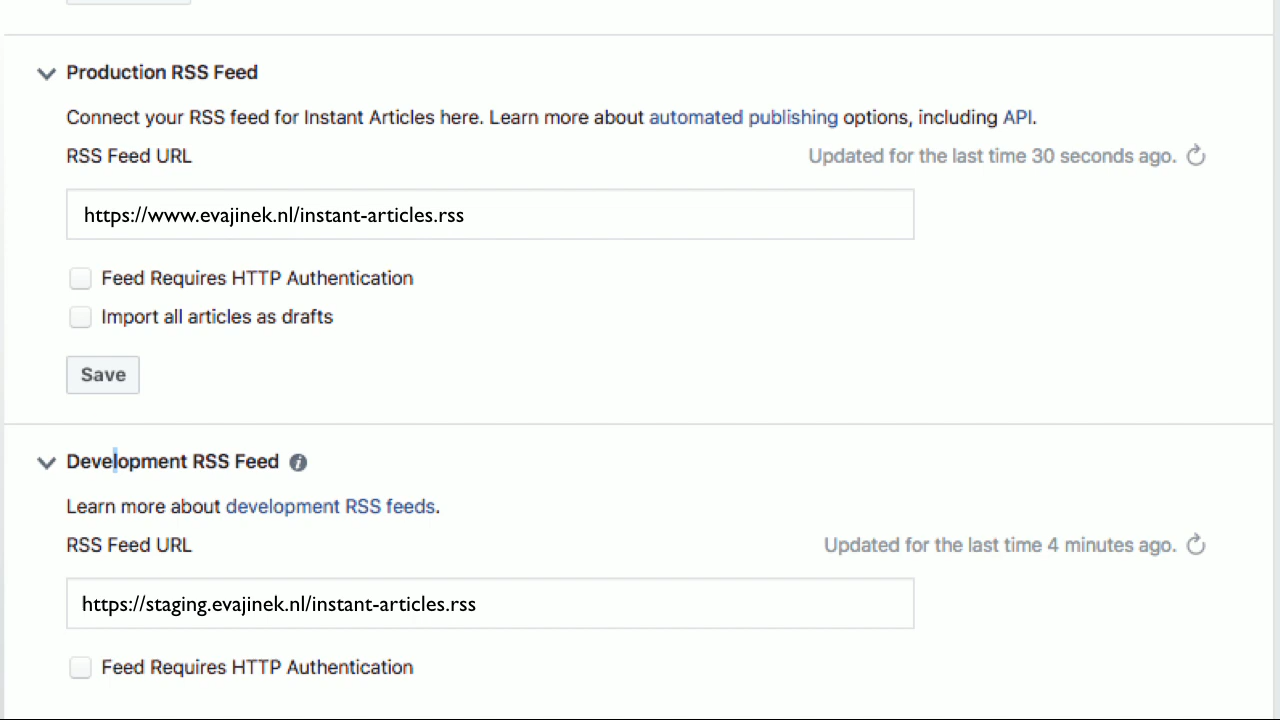 Production RSS Feed
Connect your RSS feed for Instant Articles here. Learn more about automated publishing options, including API.
RSS Feed URL
Updated for the last time 30 seconds ago.
https://www.evajinek.nl/instant-articles.rss
Feed Requires HTTP Authentication
Import all articles as drafts
Save
Development RSS Feed
Learn more about development RSS feeds.
RSS Feed URL
Updated for the last time 4 minutes ago.
https://staging.evajinek.nl/instant-articles.rss
Feed Requires HTTP Authentication